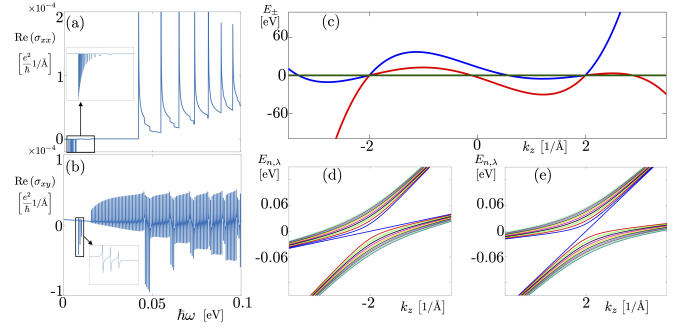 ×10⁻⁴
2
(a)
Re (σxx)
[e²/ħ 1/Å]
1
0
×10⁻⁴
1
(b)
Re (σxy)
[e²/ħ 1/Å]
0
-1
0
0.05
0.1
ħω [eV]
E±
[eV]
60
0
-60
(c)
-2
0
2
kz [1/Å]
En,λ
[eV]
0.06
0
-0.06
(d)
-2
kz [1/Å]
En,λ
[eV]
0.06
0
-0.06
(e)
2
kz [1/Å]